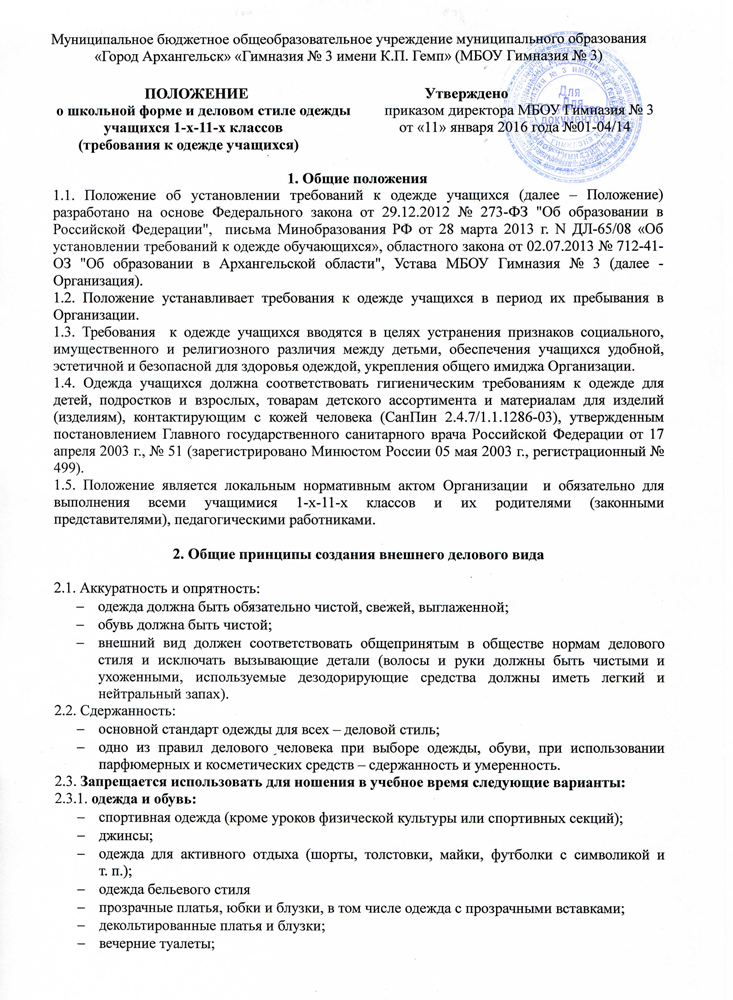 Муниципальное бюджетное общеобразовательное учреждение муниципального образования
«Город Архангельск» «Гимназия № 3 имени К.П. Гемп» (МБОУ Гимназия № 3)
ПОЛОЖЕНИЕ
о школьной форме и деловом стиле одежды
учащихся 1-х-11-х классов
(требования к одежде учащихся)
Утверждено
приказом директора МБОУ Гимназия № 3
от «11» января 2016 года №01-04/14
Для
документов
1. Общие положения
1.1. Положение об установлении требований к одежде учащихся (далее – Положение)
разработано на основе Федерального закона от 29.12.2012 № 273-ФЗ "Об образовании в
Российской Федерации", письма Минобразования РФ от 28 марта 2013 г. N ДЛ-65/08 «Об
установлении требований к одежде обучающихся», областного закона от 02.07.2013 № 712-41-
ОЗ "Об образовании в Архангельской области", Устава МБОУ Гимназия № 3 (далее -
Организация).
1.2. Положение устанавливает требования к одежде учащихся в период их пребывания в
Организации.
1.3. Требования к одежде учащихся вводятся в целях устранения признаков социального,
имущественного и религиозного различия между детьми, обеспечения учащихся удобной,
эстетичной и безопасной для здоровья одеждой, укрепления общего имиджа Организации.
1.4. Одежда учащихся должна соответствовать гигиеническим требованиям к одежде для
детей, подростков и взрослых, товарам детского ассортимента и материалам для изделий
(изделиям), контактирующим с кожей человека (СанПин 2.4.7/1.1.1286-03), утвержденным
постановлением Главного государственного санитарного врача Российской Федерации от 17
апреля 2003 г., № 51 (зарегистрировано Минюстом России 05 мая 2003 г., регистрационный №
499).
1.5. Положение является локальным нормативным актом Организации и обязательно для
выполнения всеми учащимися 1-х-11-х классов и их родителями (законными
представителями), педагогическими работниками.
2. Общие принципы создания внешнего делового вида
2.1. Аккуратность и опрятность:
– одежда должна быть обязательно чистой, свежей, выглаженной;
– обувь должна быть чистой;
– внешний вид должен соответствовать общепринятым в обществе нормам делового
стиля и исключать вызывающие детали (волосы и руки должны быть чистыми и
ухоженными, используемые дезодорирующие средства должны иметь легкий и
нейтральный запах).
2.2. Сдержанность:
– основной стандарт одежды для всех – деловой стиль;
– одно из правил делового человека при выборе одежды, обуви, при использовании
парфюмерных и косметических средств – сдержанность и умеренность.
2.3. Запрещается использовать для ношения в учебное время следующие варианты:
2.3.1. одежда и обувь:
– спортивная одежда (кроме уроков физической культуры или спортивных секций);
– джинсы;
– одежда для активного отдыха (шорты, толстовки, майки, футболки с символикой и
т. п.);
– одежда бельевого стиля
– прозрачные платья, юбки и блузки, в том числе одежда с прозрачными вставками;
– декольтированные платья и блузки;
– вечерние туалеты;